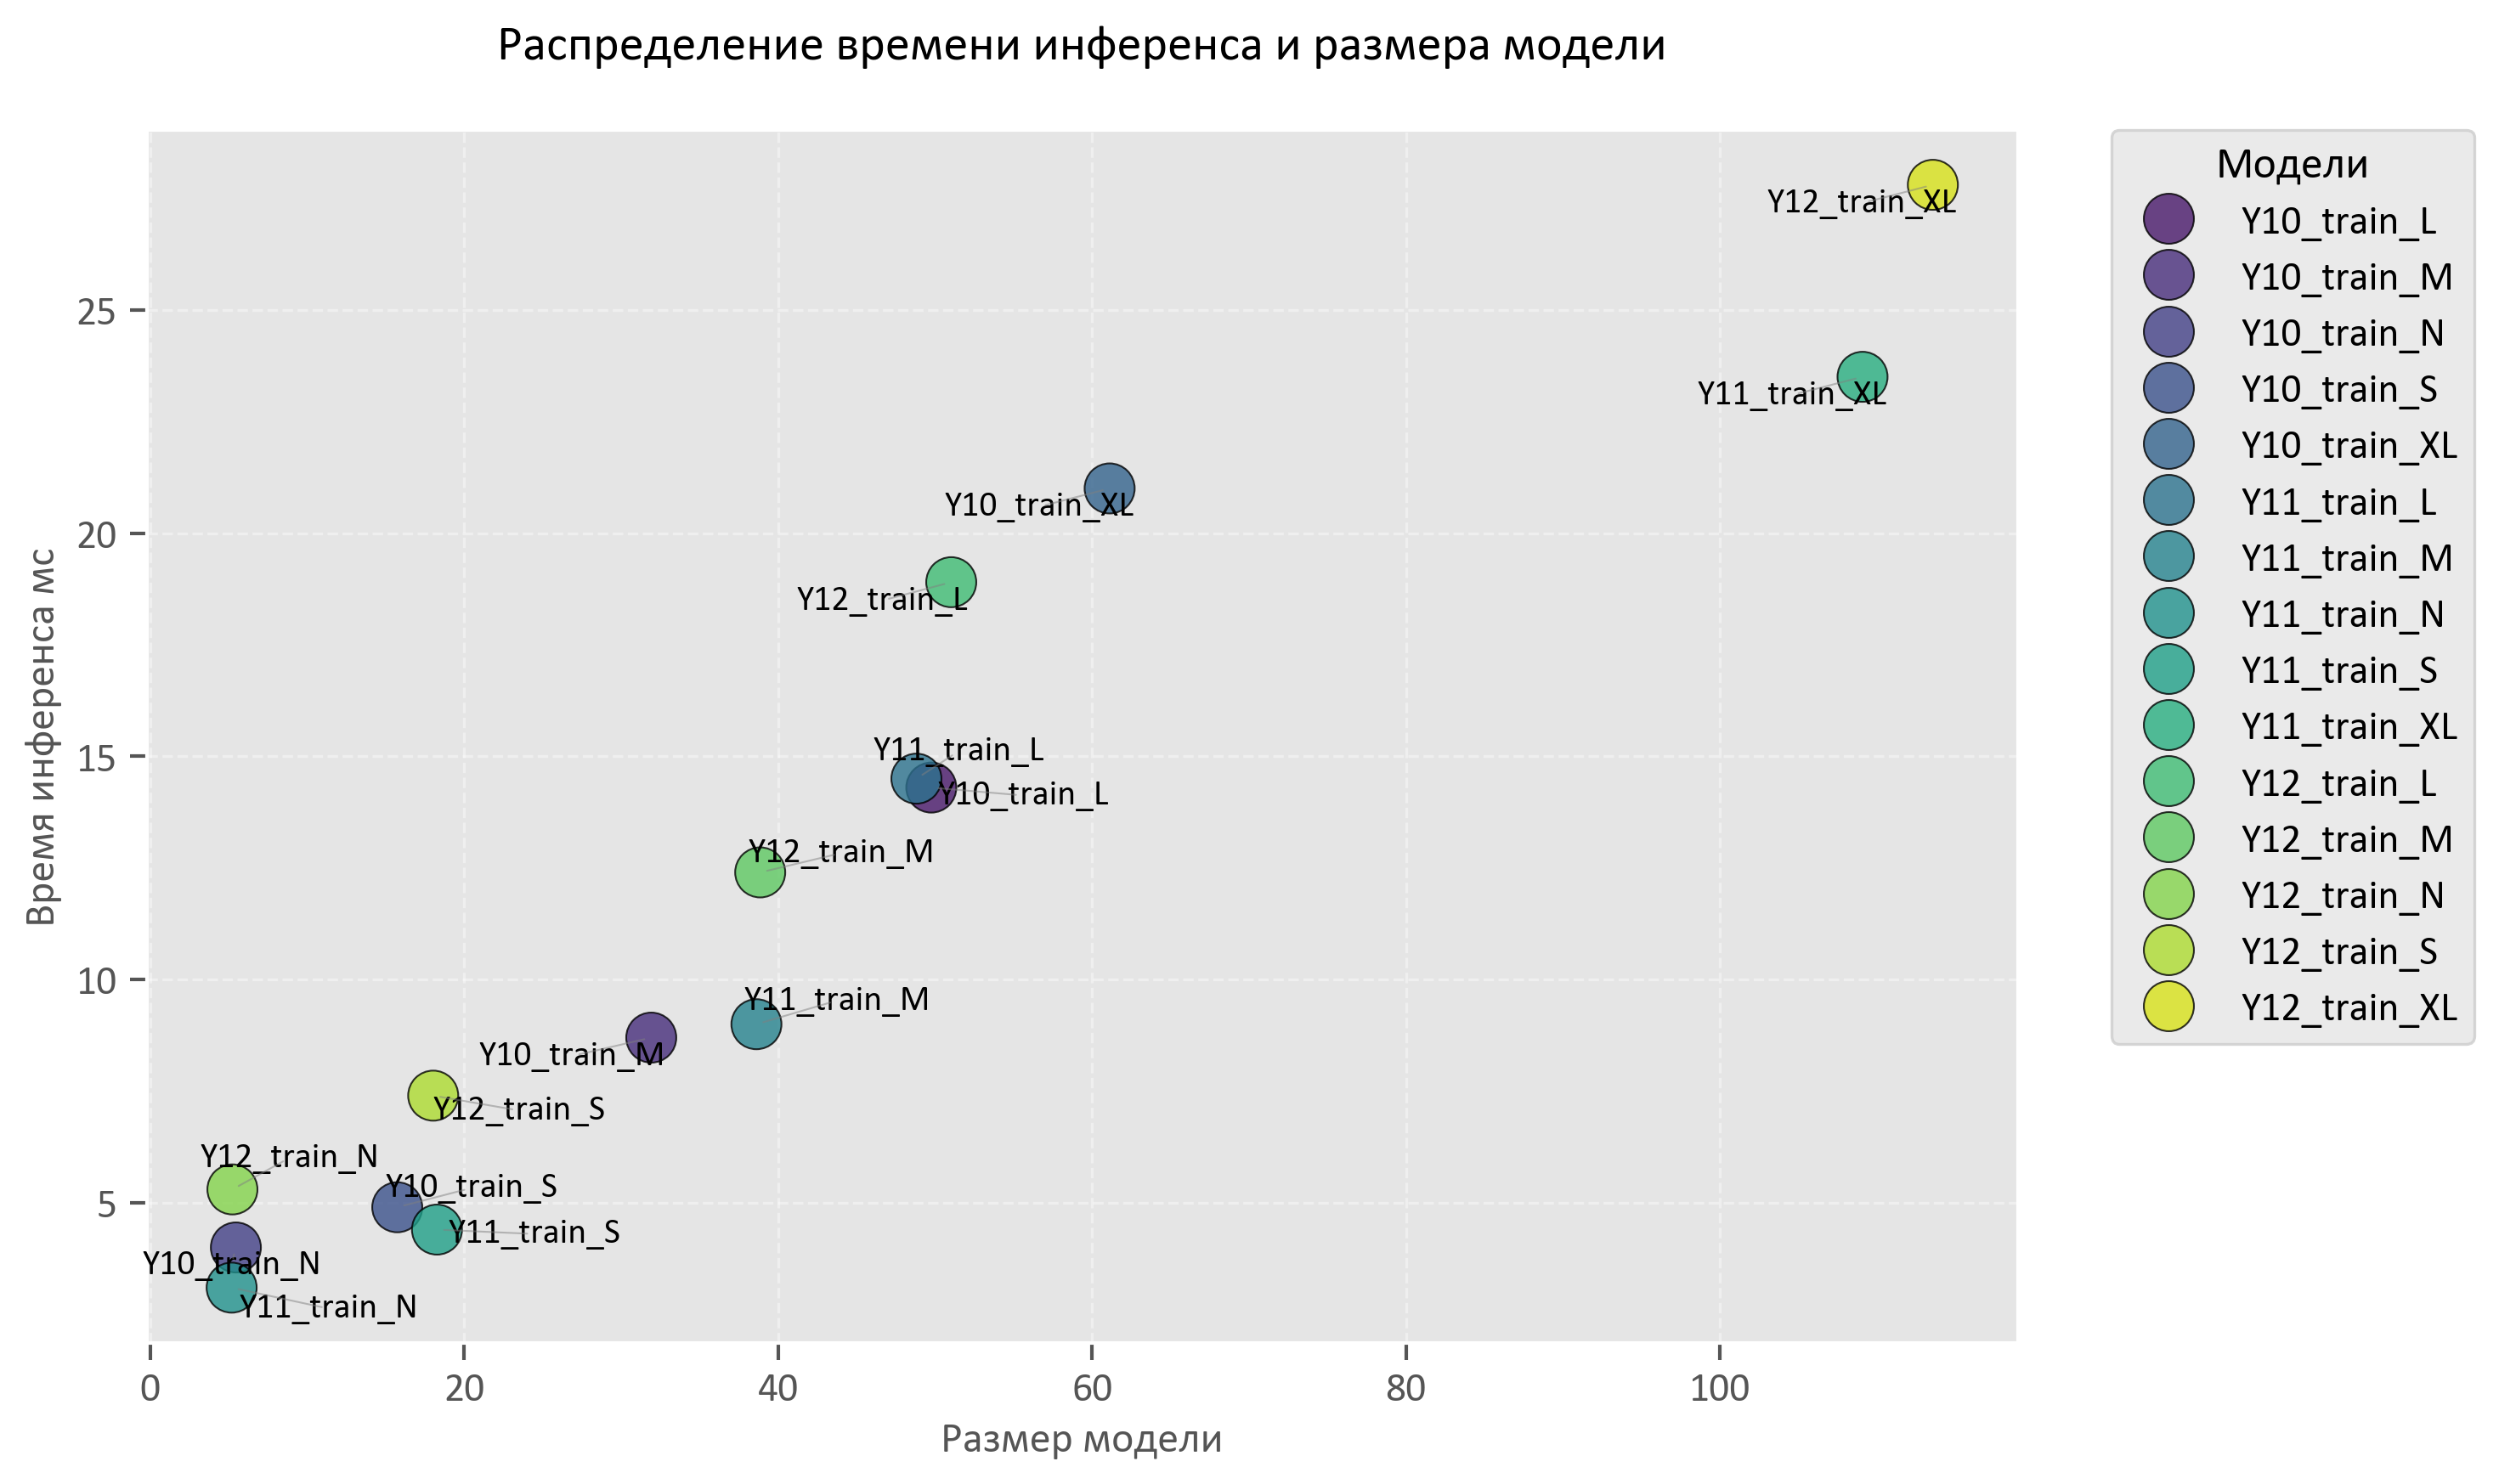 Распределение времени инференса и размера модели
Время инференса мс
25
20
15
10
5
0
20
40
60
80
100
Размер модели
Y12_train_XL
Y11_train_XL
Y10_train_XL
Y12_train_L
Y11_train_L
Y10_train_L
Y12_train_M
Y11_train_M
Y10_train_M
Y12_train_S
Y12_train_N
Y10_train_S
Y11_train_S
Y10_train_N
Y11_train_N
Модели
Y10_train_L
Y10_train_M
Y10_train_N
Y10_train_S
Y10_train_XL
Y11_train_L
Y11_train_M
Y11_train_N
Y11_train_S
Y11_train_XL
Y12_train_L
Y12_train_M
Y12_train_N
Y12_train_S
Y12_train_XL